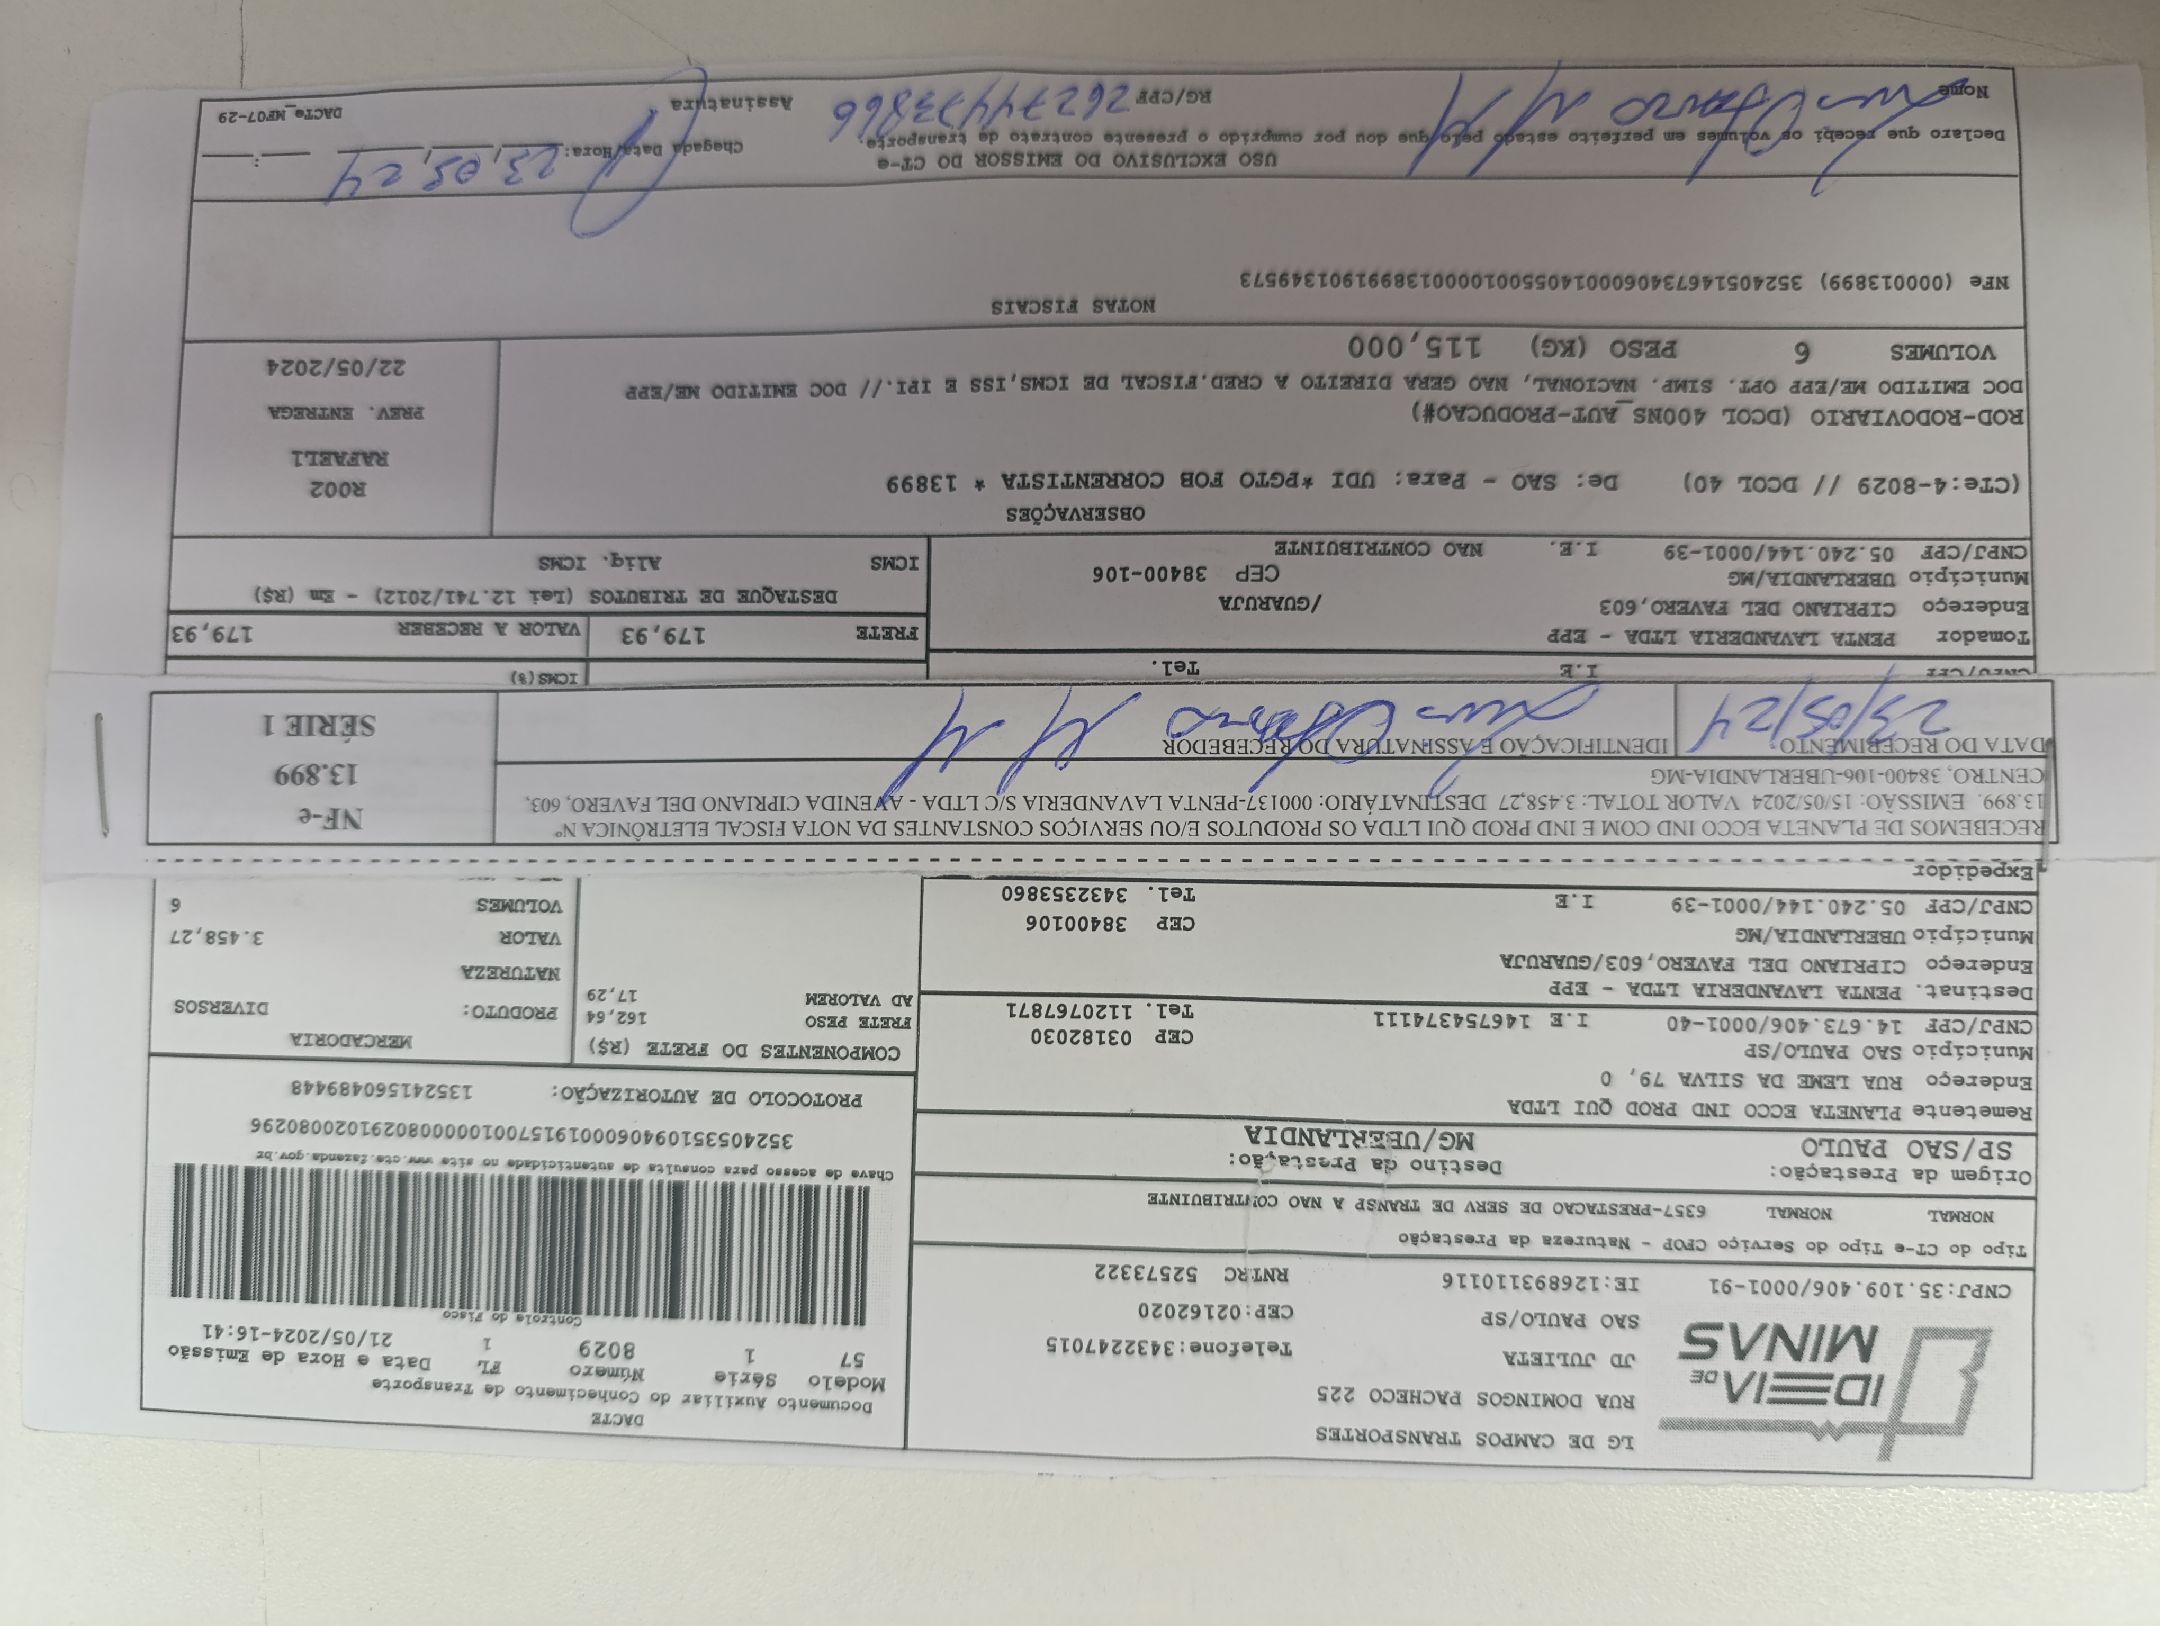 IDEIA DE
MINAS
LG DE CAMPOS TRANSPORTES
RUA DOMINGOS PACHECO 225
JD JULIETA Telefone:3432247015
SAO PAULO/SP CEP:02162020
CNPJ:35.109.406/0001-91 IE:126893110116 RNTRC 52573322
DACTE
Documento Auxiliar do Conhecimento de Transporte
Modelo Série Número FL Data e Hora de Emissão
57 1 8029 1 21/05/2024-16:41
Controle do Fisco
Chave de acesso para consulta de autenticidade no site www.cte.fazenda.gov.br
35240535109406000191570010000080291020080296
PROTOCOLO DE AUTORIZAÇÃO: 135241560489448
Tipo do CT-e Tipo do Serviço CFOP - Natureza da Prestação
NORMAL NORMAL 6357-PRESTACAO DE SERV DE TRANSP A NAO CONTRIBUINTE
Origem da Prestação: Destino da Prestação:
SP/SAO PAULO MG/UBERLANDIA
Remetente PLANETA ECCO IND PROD QUI LTDA
Endereço RUA LEME DA SILVA 79, 0
Município SAO PAULO/SP CEP 03182030
CNPJ/CPF 14.673.406/0001-40 I.E 146754374111 Tel. 1120767871
Destinat. PENTA LAVANDERIA LTDA - EPP
Endereço CIPRIANO DEL FAVERO,603/GUARUJA
Município UBERLANDIA/MG CEP 38400106
CNPJ/CPF 05.240.144/0001-39 I.E Tel. 3432353860
Expedidor
COMPONENTES DO FRETE (R$)
FRETE PESO 162,64
AD VALOREM 17,29
MERCADORIA
PRODUTO: DIVERSOS
NATUREZA
VALOR 3.458,27
VOLUMES 6
RECEBEMOS DE PLANETA ECCO IND COM E IND PROD QUI LTDA OS PRODUTOS E/OU SERVIÇOS CONSTANTES DA NOTA FISCAL ELETRÔNICA Nº
13.899. EMISSÃO: 15/05/2024 VALOR TOTAL: 3.458,27 DESTINATÁRIO: 000137-PENTA LAVANDERIA S/C LTDA - AVENIDA CIPRIANO DEL FAVERO, 603,
CENTRO, 38400-106-UBERLANDIA-MG
DATA DO RECEBIMENTO IDENTIFICAÇÃO E ASSINATURA DO RECEBEDOR
23/05/24
NF-e
13.899
SÉRIE 1
CNPJ/CPF I.E Tel.
ICMS(%)
Tomador PENTA LAVANDERIA LTDA - EPP
Endereço CIPRIANO DEL FAVERO,603 /GUARUJA
Município UBERLANDIA/MG CEP 38400-106
CNPJ/CPF 05.240.144/0001-39 I.E. NAO CONTRIBUINTE
FRETE 179,93 VALOR A RECEBER 179,93
DESTAQUE DE TRIBUTOS (Lei 12.741/2012) - Em (R$)
ICMS Aliq. ICMS
OBSERVAÇÕES
(CTe:4-8029 // DCOL 40) De: SAO - Para: UDI *PGTO FOB CORRENTISTA * 13899
ROD-RODOVIARIO (DCOL 400NS_AUT-PRODUCAO#)
DOC EMITIDO ME/EPP OPT. SIMP. NACIONAL, NAO GERA DIREITO A CRED.FISCAL DE ICMS,ISS E IPI.// DOC EMITIDO ME/EPP
VOLUMES 6 PESO (KG) 115,000
R002
RAFAEL1
PREV. ENTREGA
22/05/2024
NOTAS FISCAIS
NFe (000013899) 35240514673406000140550010000138991901349573
USO EXCLUSIVO DO EMISSOR DO CT-e
Declaro que recebi os volumes em perfeito estado pelo que dou por cumprido o presente contrato de transporte.
Chegada Data/Hora: 23, 05, 24
Nome RG/CPF 26274473866 Assinatura
DACTe_MF07-29